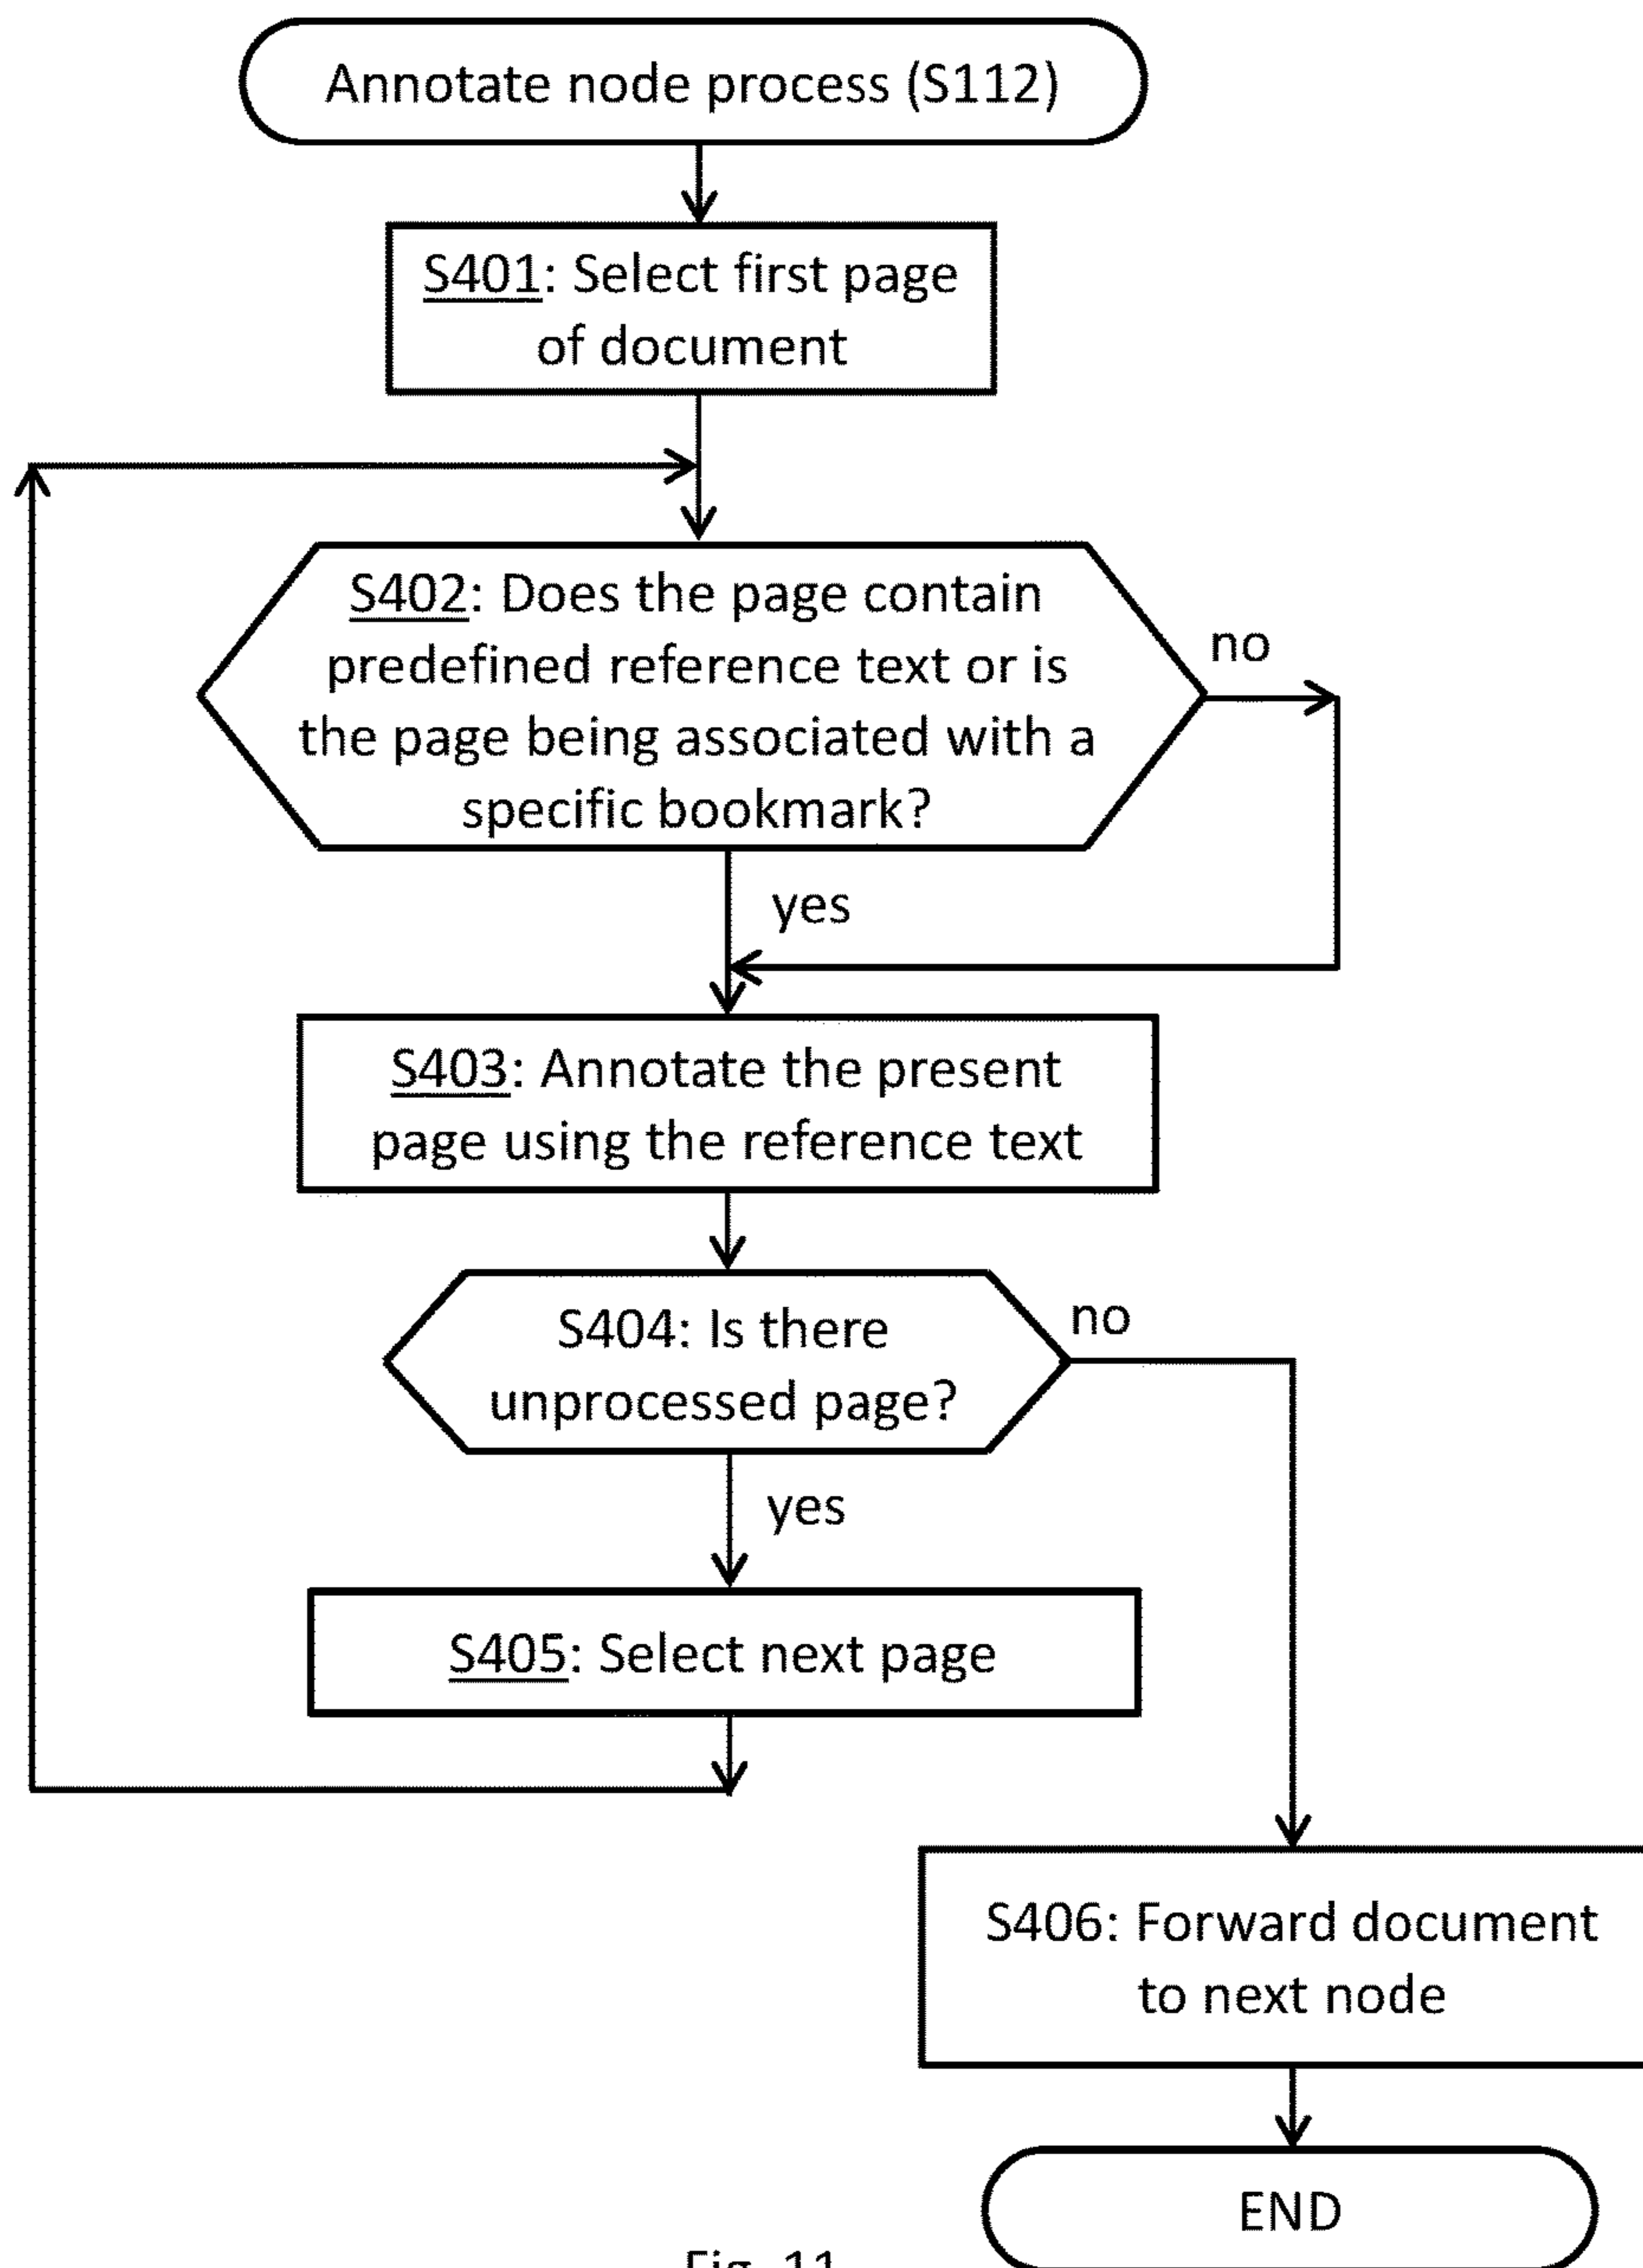 Annotate node process (S112)
S401: Select first page
of document
S402: Does the page contain
predefined reference text or is
the page being associated with a
specific bookmark?
no
yes
S403: Annotate the present
page using the reference text
S404: Is there
unprocessed page?
no
yes
S405: Select next page
S406: Forward document
to next node
END
Fig. 11